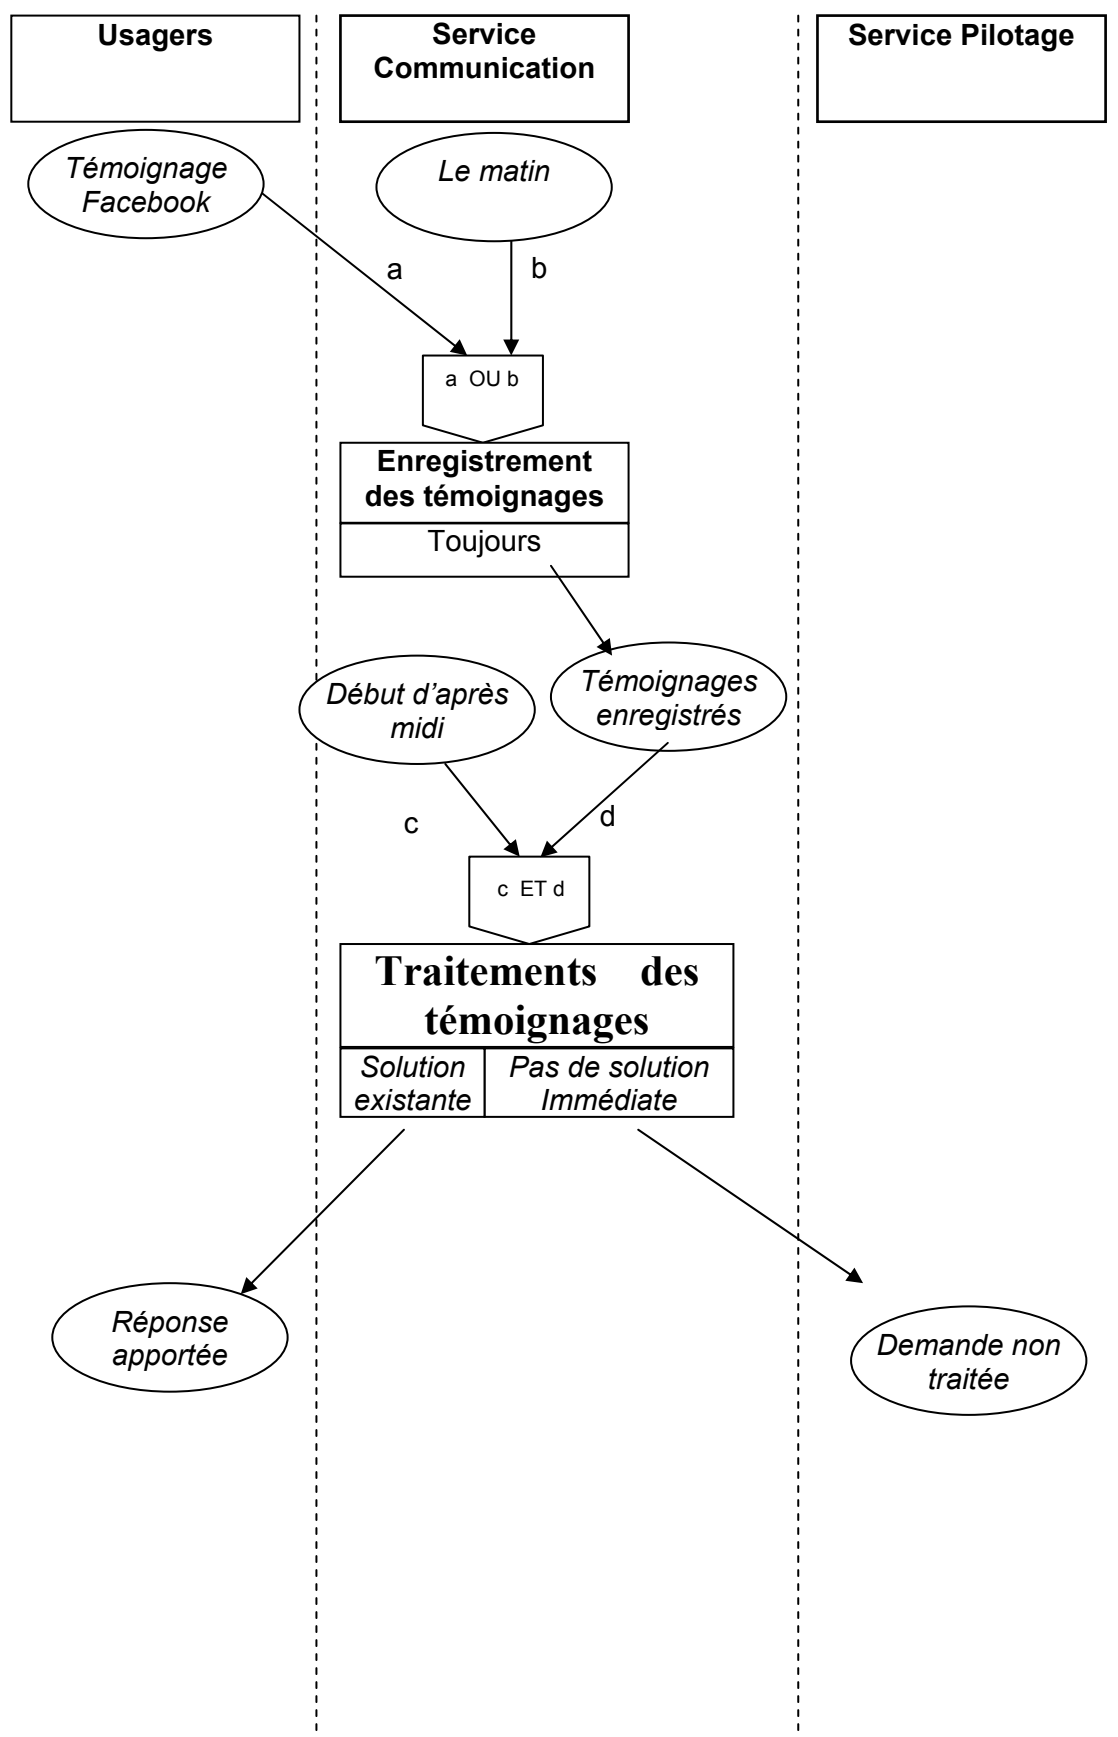 Usagers
Service
Communication
Service Pilotage
Témoignage
Facebook
Le matin
a
b
a OU b
Enregistrement
des témoignages
Toujours
Début d'après
midi
Témoignages
enregistrés
c
d
c ET d
Traitements des
témoignages
Solution
existante
Pas de solution
Immédiate
Réponse
apportée
Demande non
traitée